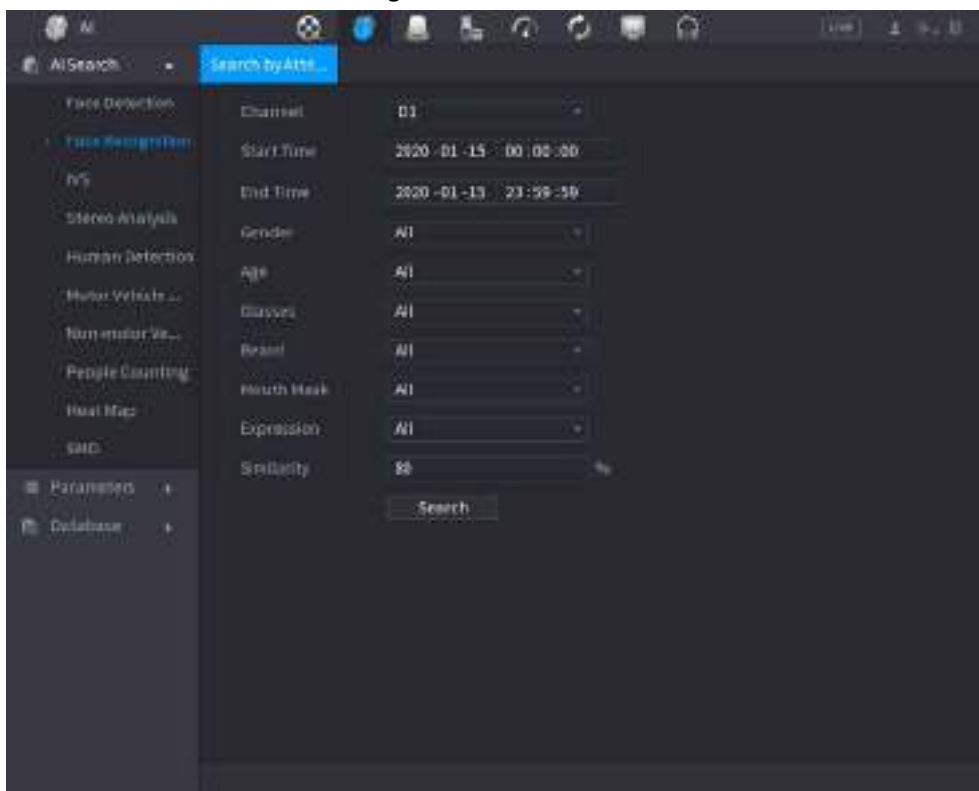 AI
LIVE
AI Search
Search by Attri...
Face Detection
Face Recognition
IVS
Stereo Analysis
Human Detection
Motor Vehicle ...
Non-motor Ve...
People Counting
Heat Map
SMD
Parameters
Database
Channel D1
Start Time 2020 -01 -15 00 :00 :00
End Time 2020 -01 -15 23 :59 :59
Gender All
Age All
Glasses All
Beard All
Mouth Mask All
Expression All
Similarity 80 %
Search